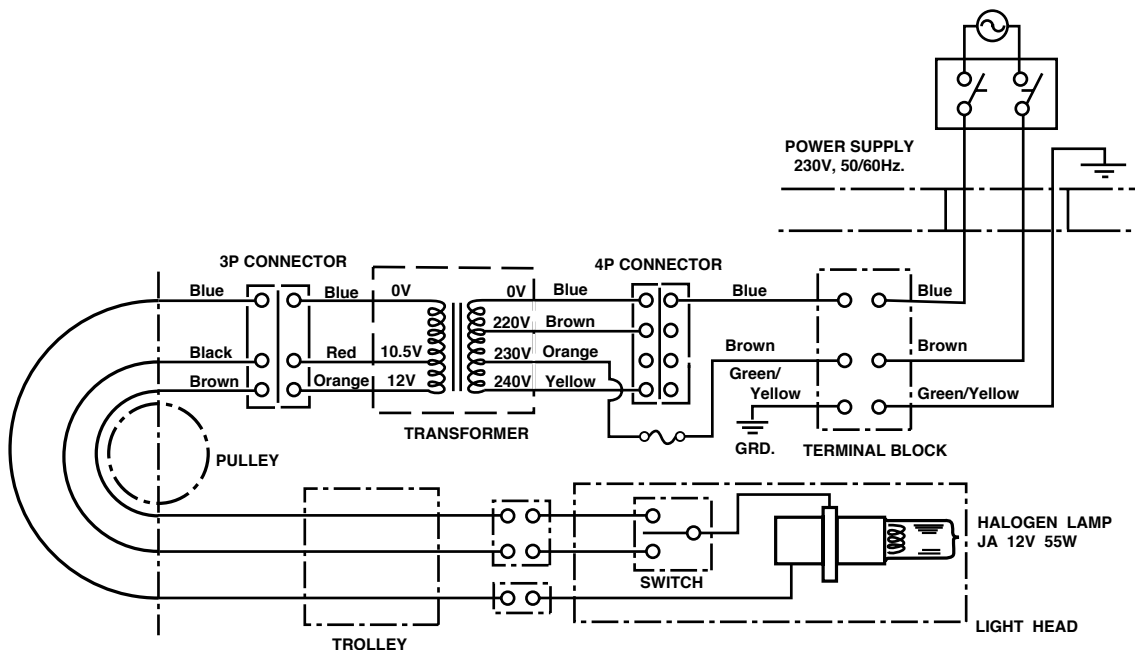 POWER SUPPLY
230V, 50/60Hz.
3P CONNECTOR
4P CONNECTOR
Blue
Blue
0V
0V
Blue
Blue
Blue
220V
Brown
Black
Red
10.5V
230V
Orange
Brown
Brown
Brown
Orange
12V
240V
Yellow
Green/
Yellow
Green/Yellow
TRANSFORMER
GRD.
TERMINAL BLOCK
PULLEY
HALOGEN LAMP
JA 12V 55W
SWITCH
LIGHT HEAD
TROLLEY